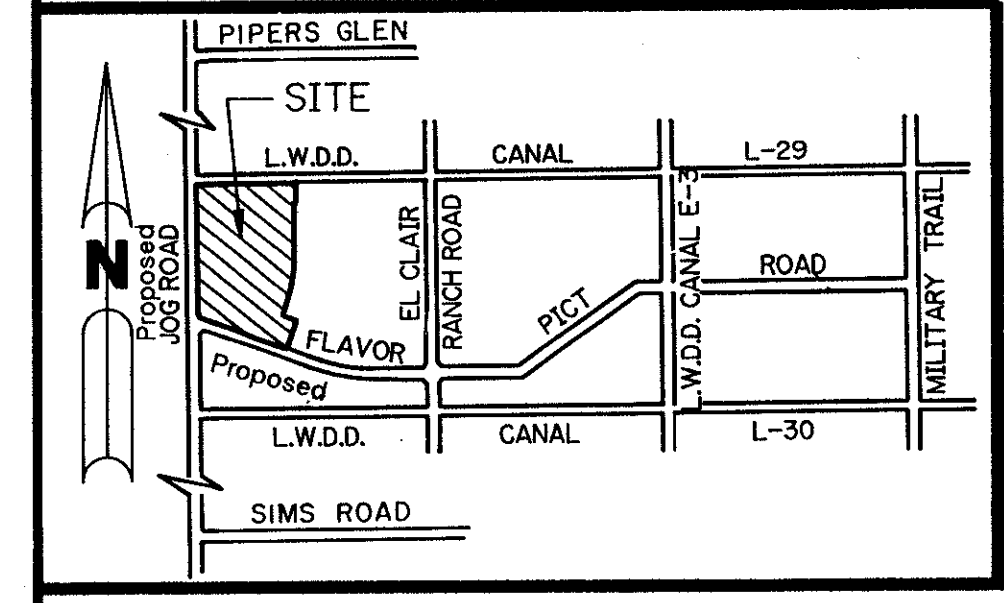 PIPERS GLEN
SITE
L.W.D.D. CANAL L-29
N
Proposed
JOG ROAD
EL CLAIR
RANCH ROAD
L.W.D.D. CANAL E-3
MILITARY TRAIL
ROAD
PICT
FLAVOR
Proposed
L.W.D.D. CANAL L-30
SIMS ROAD